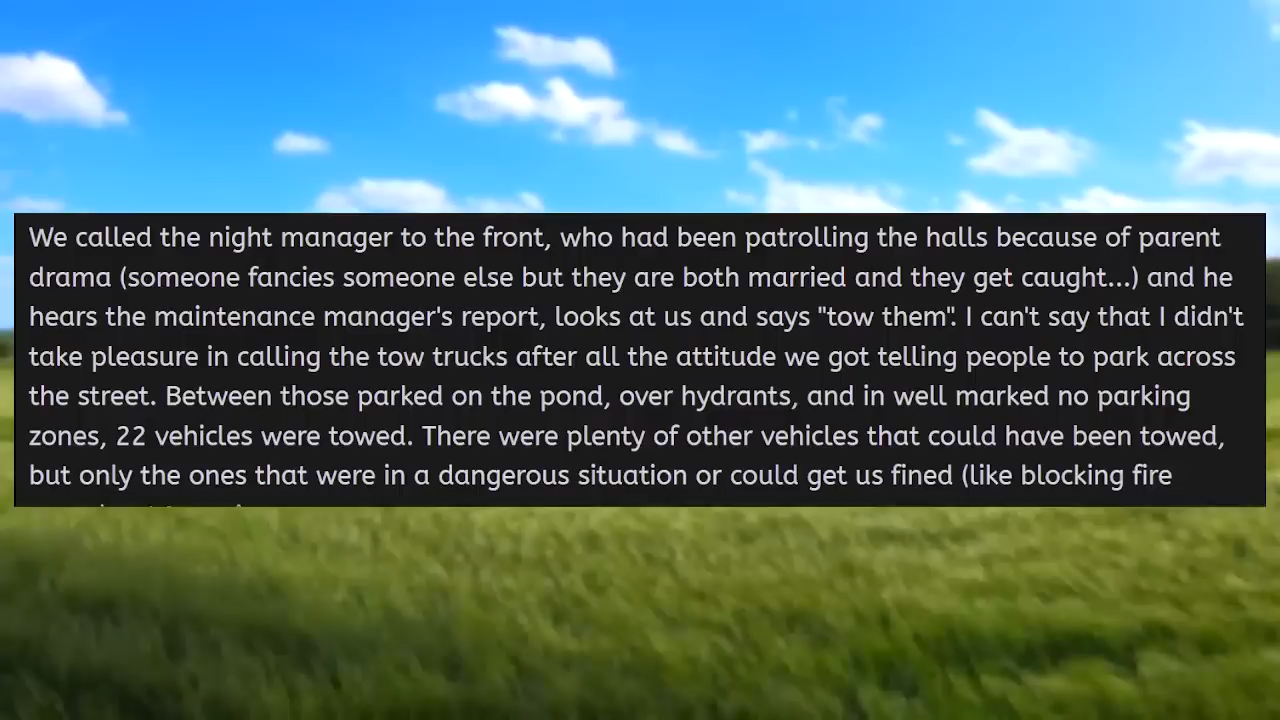 We called the night manager to the front, who had been patrolling the halls because of parent
drama (someone fancies someone else but they are both married and they get caught...) and he
hears the maintenance manager's report, looks at us and says "tow them". I can't say that I didn't
take pleasure in calling the tow trucks after all the attitude we got telling people to park across
the street. Between those parked on the pond, over hydrants, and in well marked no parking
zones, 22 vehicles were towed. There were plenty of other vehicles that could have been towed,
but only the ones that were in a dangerous situation or could get us fined (like blocking fire